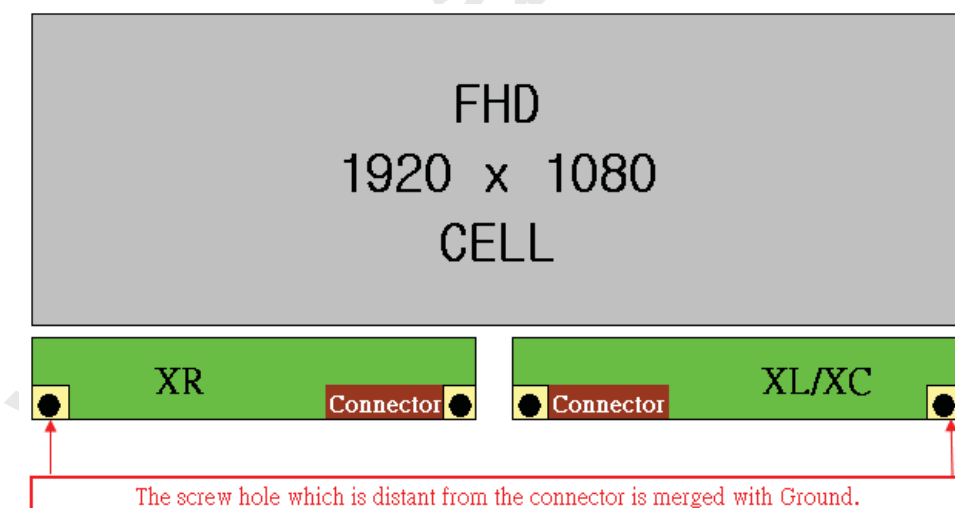 FHD
1920 x 1080
CELL
XR
Connector
Connector
XL/XC
The screw hole which is distant from the connector is merged with Ground.